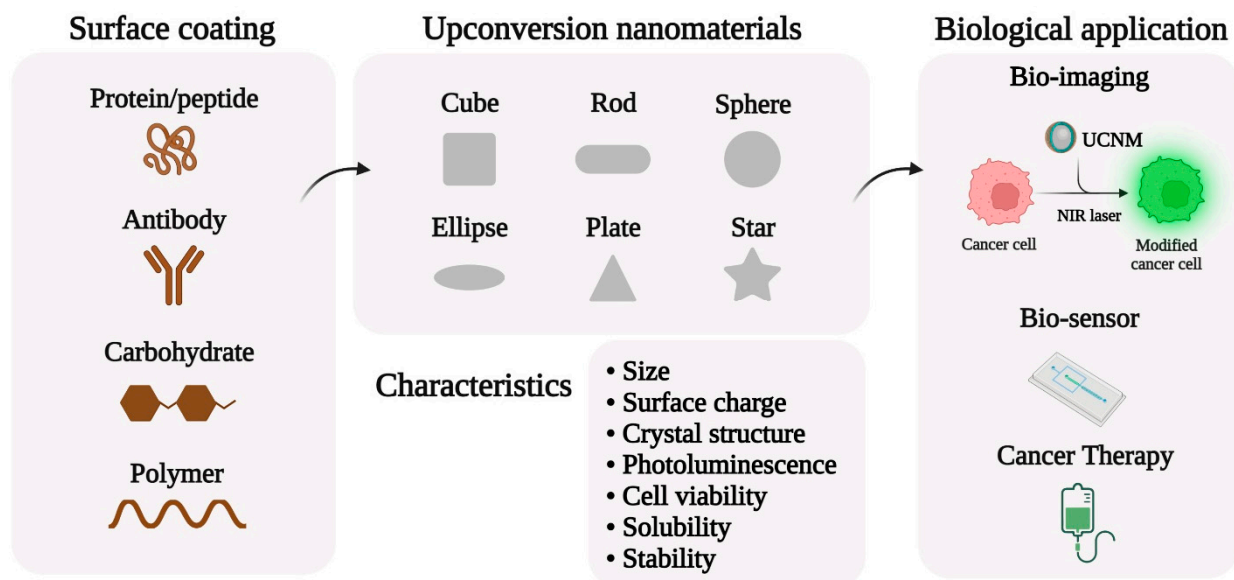 Surface coating
Protein/peptide
Antibody
Carbohydrate
Polymer
Upconversion nanomaterials
Cube
Rod
Sphere
Ellipse
Plate
Star
Characteristics
• Size
• Surface charge
• Crystal structure
• Photoluminescence
• Cell viability
• Solubility
• Stability
Biological application
Bio-imaging
UCNM
NIR laser
Cancer cell
Modified
cancer cell
Bio-sensor
Cancer Therapy